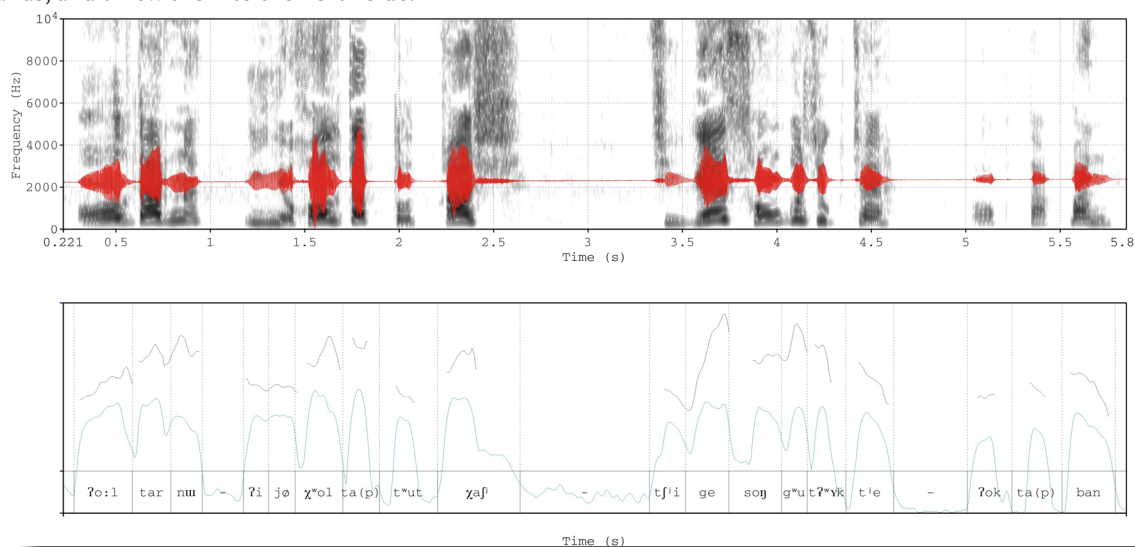 10⁴
8000
6000
4000
2000
0
Frequency (Hz)
0.221 0.5 1 1.5 2 2.5 3 3.5 4 4.5 5 5.5 5.8
Time (s)
ʔoːl tar nɯ - ʔi jø χʷol ta(p) tʷut χaʃʲ - tʃʲi ge soŋ gʷu tʔʷɤk tʲe - ʔok ta(p) ban
Time (s)